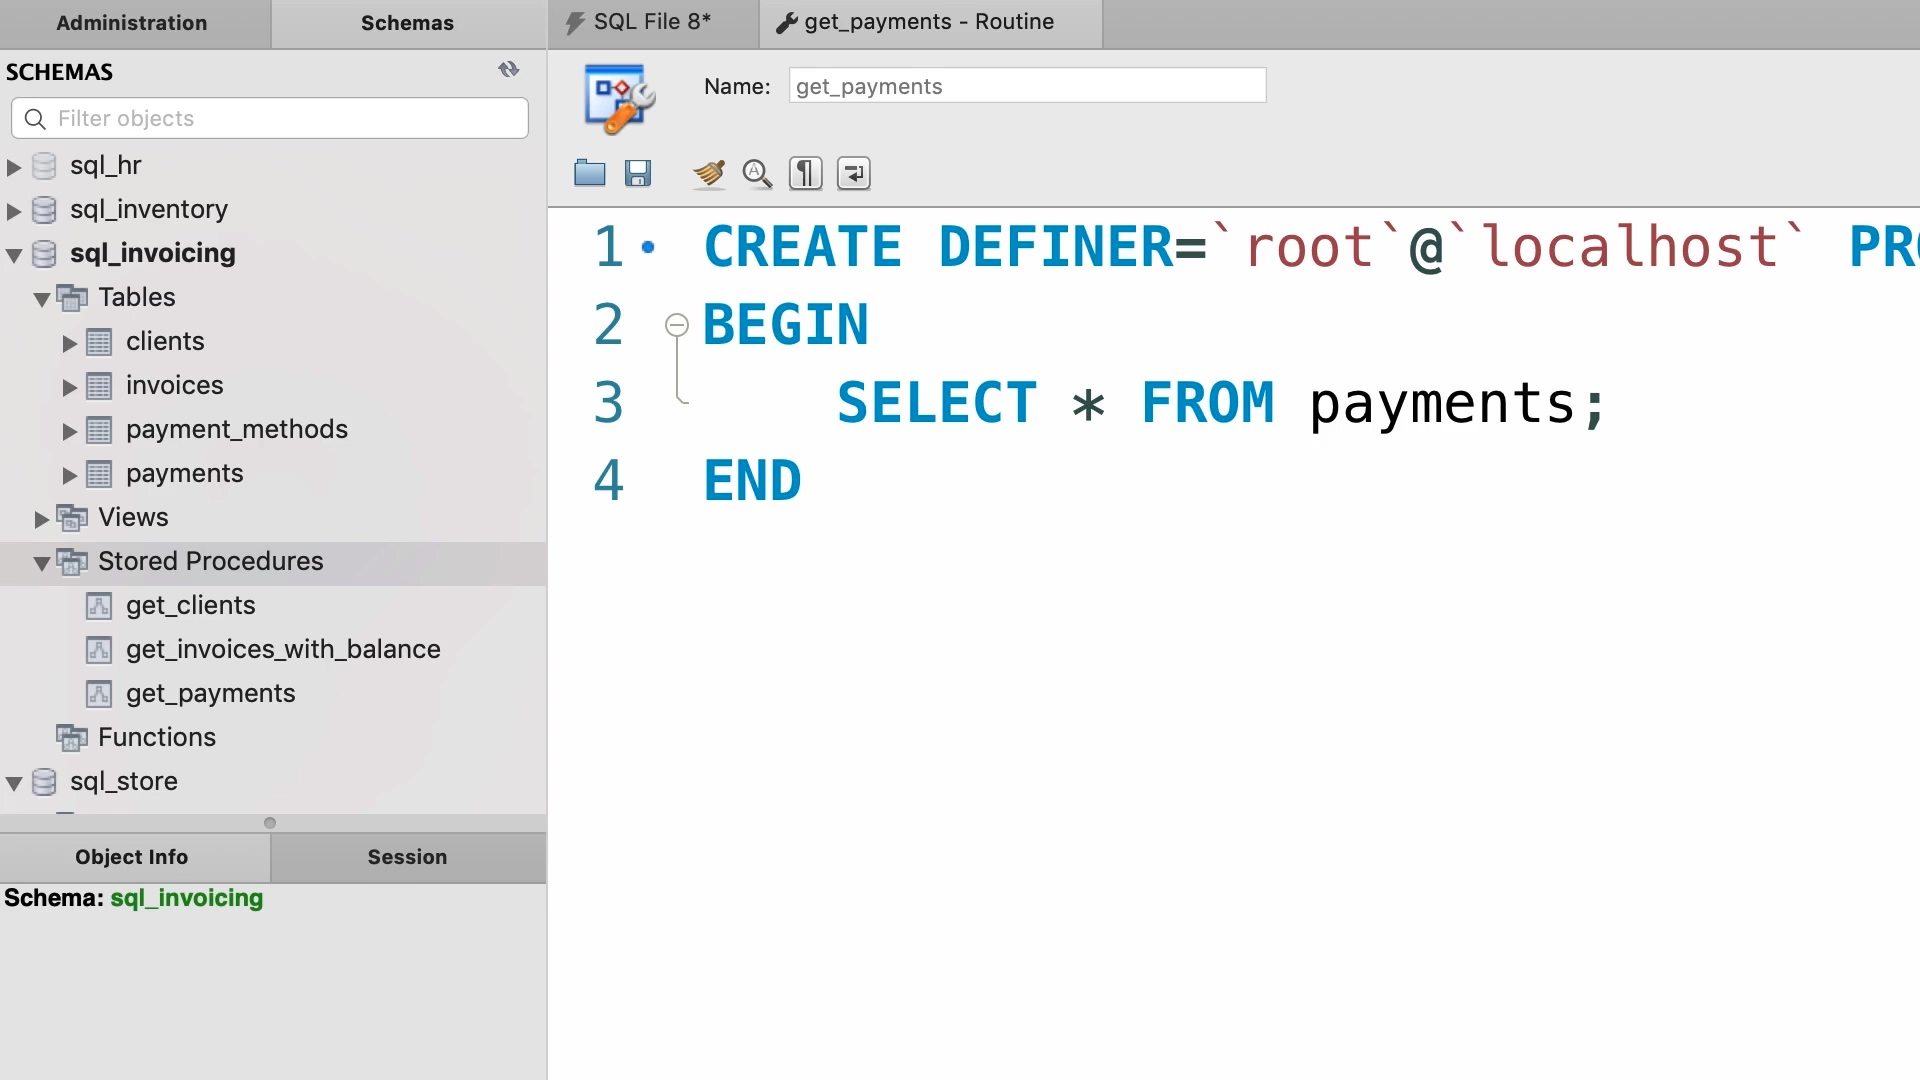 Administration
Schemas
SCHEMAS
Filter objects
sql_hr
sql_inventory
sql_invoicing
Tables
clients
invoices
payment_methods
payments
Views
Stored Procedures
get_clients
get_invoices_with_balance
get_payments
Functions
sql_store
Object Info
Session
Schema: sql_invoicing
SQL File 8*
get_payments - Routine
Name: get_payments
1 CREATE DEFINER=`root`@`localhost` PRO
2 BEGIN
3 SELECT * FROM payments;
4 END